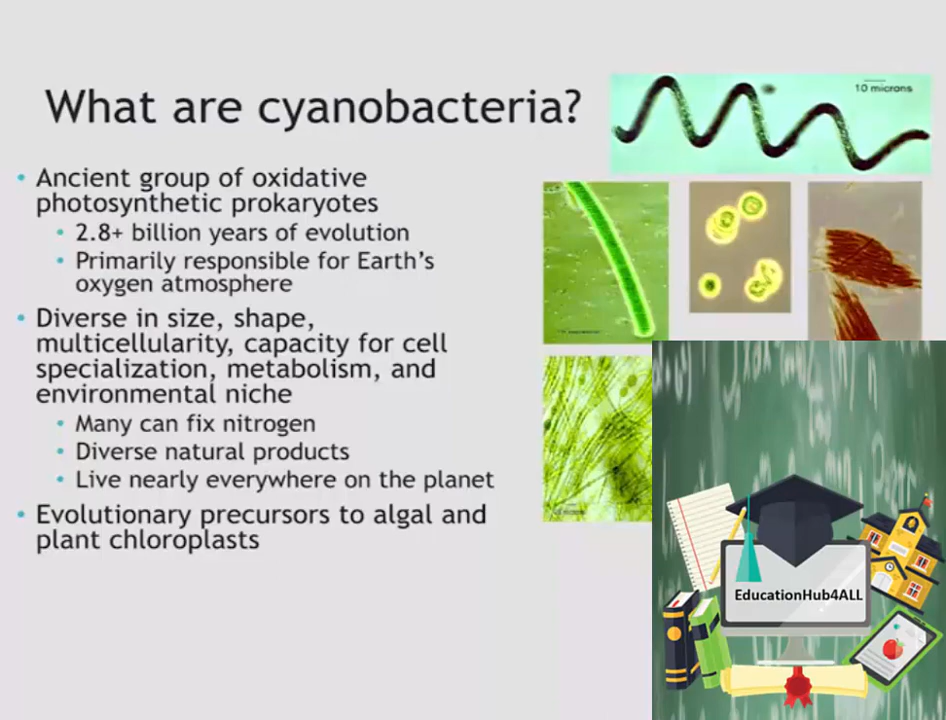 What are cyanobacteria?
10 microns
• Ancient group of oxidative
photosynthetic prokaryotes
• 2.8+ billion years of evolution
• Primarily responsible for Earth's
oxygen atmosphere
• Diverse in size, shape,
multicellularity, capacity for cell
specialization, metabolism, and
environmental niche
• Many can fix nitrogen
• Diverse natural products
• Live nearly everywhere on the planet
• Evolutionary precursors to algal and
plant chloroplasts
EducationHub4ALL